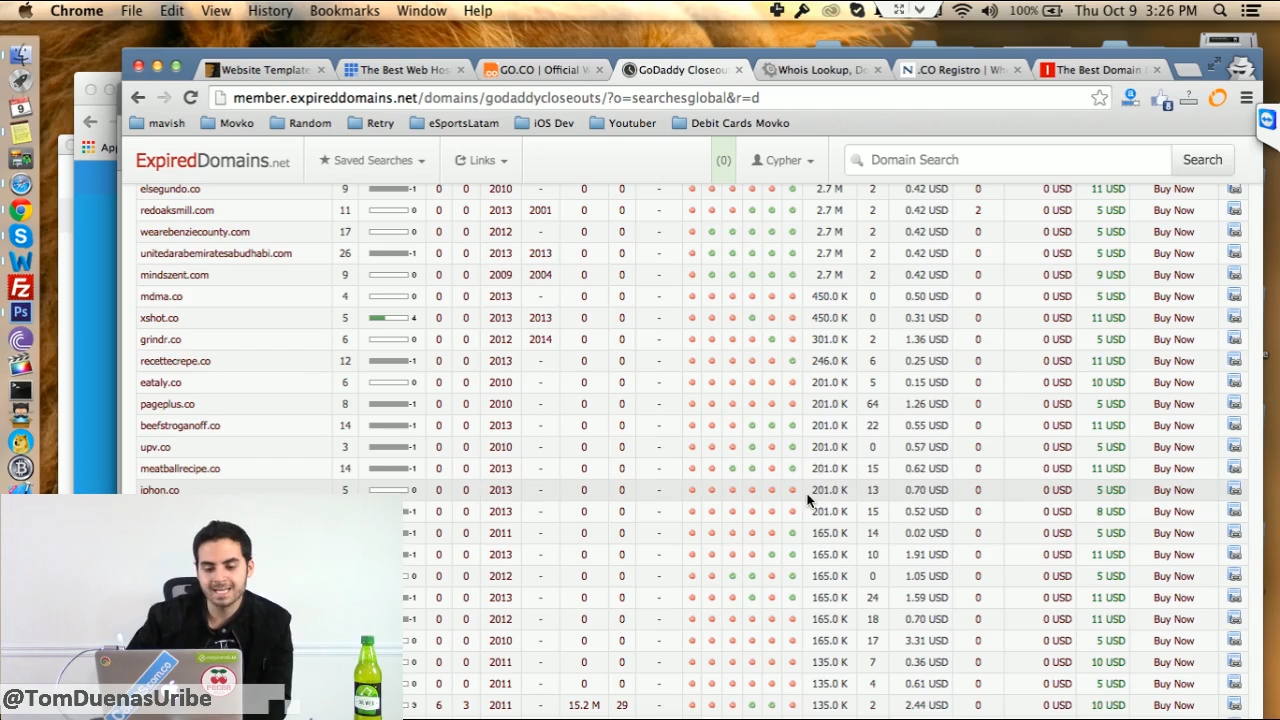 Chrome File Edit View History Bookmarks Window Help 100% Thu Oct 9 3:26 PM
Website Template The Best Web Hos GO.CO | Official W GoDaddy Closeou Whois Lookup, Do .CO Registro | Wh The Best Domain
member.expireddomains.net/domains/godaddycloseouts/?o=searchesglobal&r=d
mavish Movko Random Retry eSportsLatam iOS Dev Youtuber Debit Cards Movko
ExpiredDomains.net Saved Searches Links (0) Cypher Domain Search Search
elsegundo.co 9 -1 0 0 2010 - 0 0 - 2.7 M 2 0.42 USD 0 0 USD 11 USD Buy Now
redoaksmill.com 11 0 0 0 2013 2001 0 0 - 2.7 M 2 0.42 USD 2 0 USD 5 USD Buy Now
wearebenziecounty.com 17 0 0 0 2012 - 0 0 - 2.7 M 2 0.42 USD 0 0 USD 5 USD Buy Now
unitedarabemiratesabudhabi.com 26 -1 0 0 2013 2013 0 0 - 2.7 M 2 0.42 USD 0 0 USD 5 USD Buy Now
mindszent.com 9 0 0 0 2009 2004 0 0 - 2.7 M 2 0.42 USD 0 0 USD 9 USD Buy Now
mdma.co 4 0 0 0 2013 - 0 0 - 450.0 K 0 0.50 USD 0 0 USD 5 USD Buy Now
xshot.co 5 4 0 0 2013 2013 0 0 - 450.0 K 0 0.31 USD 0 0 USD 11 USD Buy Now
grindr.co 6 0 0 0 2012 2014 0 0 - 301.0 K 2 1.36 USD 0 0 USD 5 USD Buy Now
recettecrepe.co 12 -1 0 0 2013 - 0 0 - 246.0 K 6 0.25 USD 0 0 USD 11 USD Buy Now
eataly.co 6 0 0 0 2010 - 0 0 - 201.0 K 5 0.15 USD 0 0 USD 10 USD Buy Now
pageplus.co 8 -1 0 0 2010 - 0 0 - 201.0 K 64 1.26 USD 0 0 USD 5 USD Buy Now
beefstroganoff.co 14 -1 0 0 2013 - 0 0 - 201.0 K 22 0.55 USD 0 0 USD 11 USD Buy Now
upv.co 3 -1 0 0 2010 - 0 0 - 201.0 K 0 0.57 USD 0 0 USD 5 USD Buy Now
meatballrecipe.co 14 -1 0 0 2013 - 0 0 - 201.0 K 15 0.62 USD 0 0 USD 11 USD Buy Now
iphon.co 5 0 0 0 2013 - 0 0 - 201.0 K 13 0.70 USD 0 0 USD 5 USD Buy Now
-1 0 0 2013 - 0 0 - 201.0 K 15 0.52 USD 0 0 USD 8 USD Buy Now
-1 0 0 2011 - 0 0 - 165.0 K 14 0.02 USD 0 0 USD 5 USD Buy Now
-1 0 0 2013 - 0 0 - 165.0 K 10 1.91 USD 0 0 USD 11 USD Buy Now
0 0 0 2012 - 0 0 - 165.0 K 0 1.05 USD 0 0 USD 5 USD Buy Now
-1 0 0 2013 - 0 0 - 165.0 K 24 1.59 USD 0 0 USD 11 USD Buy Now
-1 0 0 2012 - 0 0 - 165.0 K 18 0.70 USD 0 0 USD 11 USD Buy Now
0 0 0 2010 - 0 0 - 165.0 K 17 3.31 USD 0 0 USD 5 USD Buy Now
0 0 0 2011 - 0 0 - 135.0 K 7 0.36 USD 0 0 USD 10 USD Buy Now
-1 0 0 2011 - 0 0 - 135.0 K 4 0.61 USD 0 0 USD 5 USD Buy Now
3 6 3 2011 - 15.2 M 29 - 135.0 K 2 2.44 USD 0 0 USD 10 USD Buy Now
@TomDuenasUribe